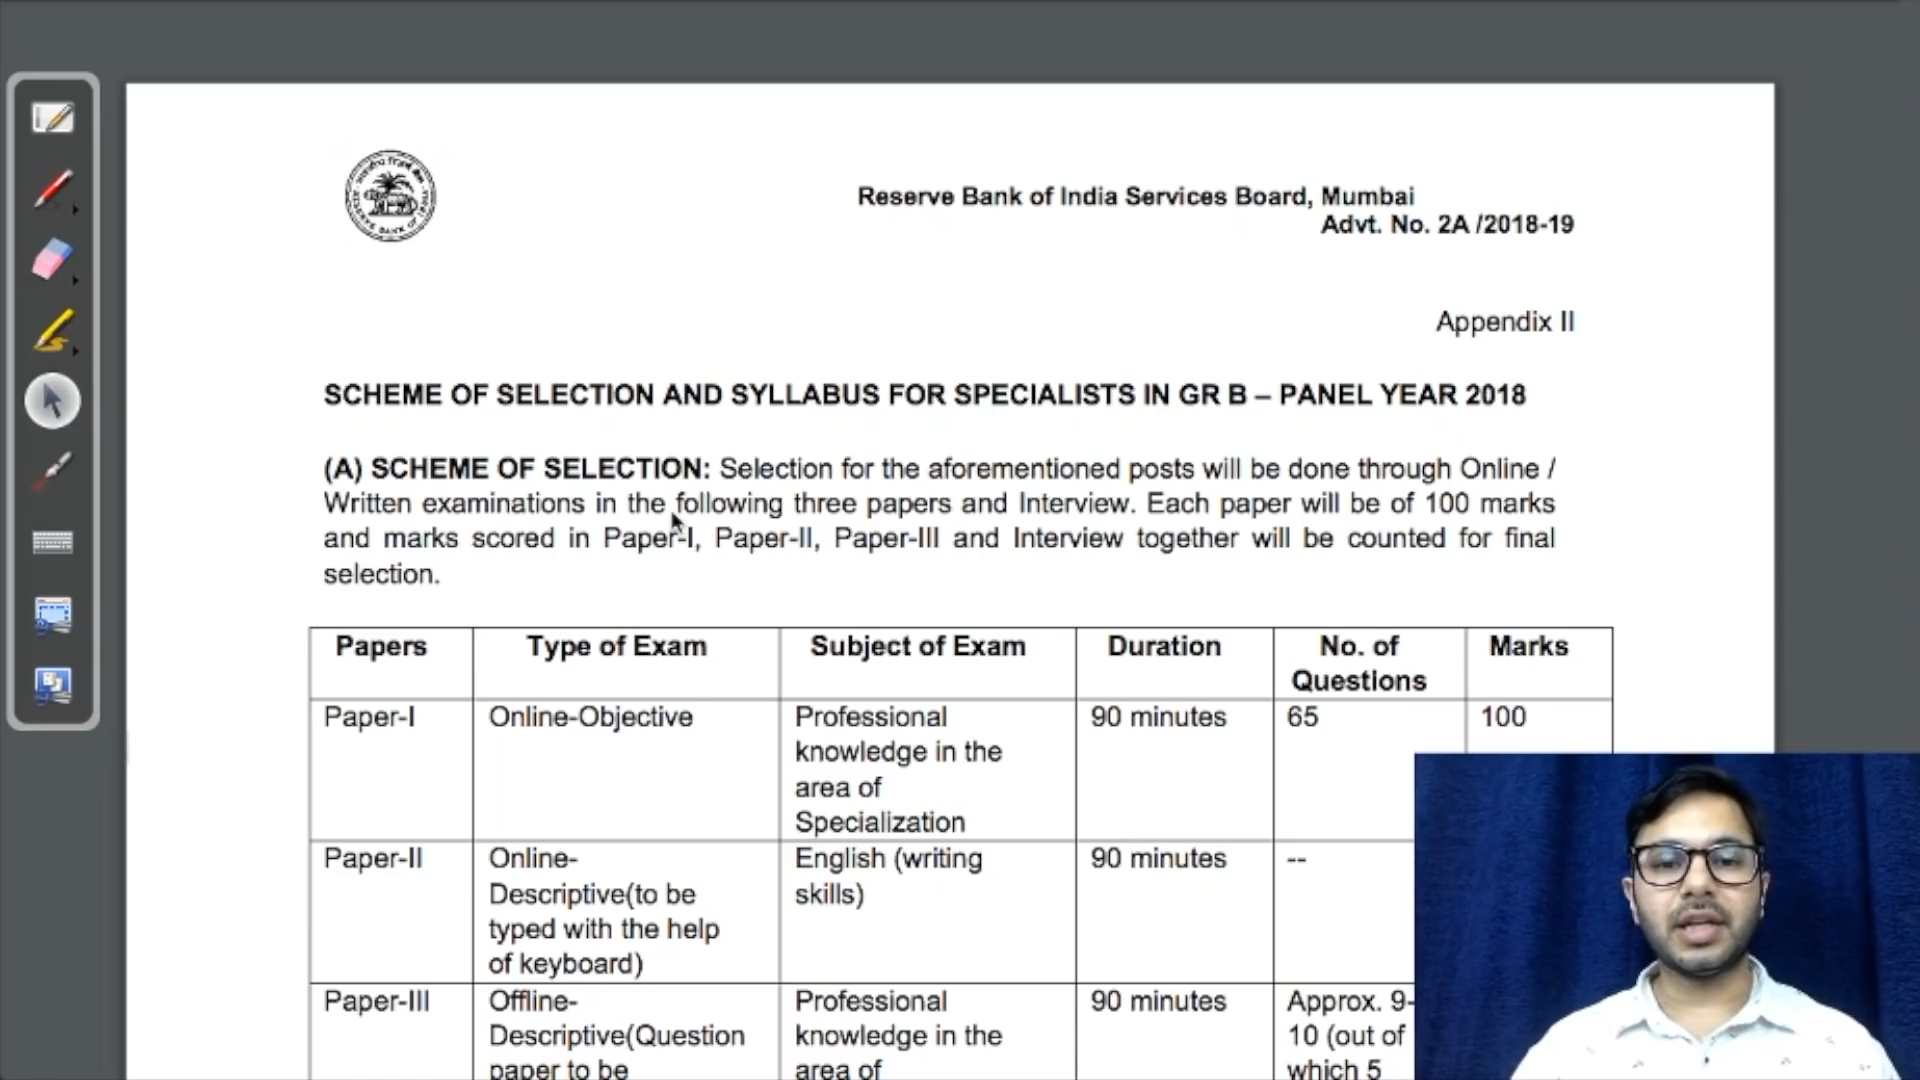 Reserve Bank of India Services Board, Mumbai
Advt. No. 2A /2018-19
Appendix II
SCHEME OF SELECTION AND SYLLABUS FOR SPECIALISTS IN GR B – PANEL YEAR 2018
(A) SCHEME OF SELECTION: Selection for the aforementioned posts will be done through Online /
Written examinations in the following three papers and Interview. Each paper will be of 100 marks
and marks scored in Paper-I, Paper-II, Paper-III and Interview together will be counted for final
selection.
Papers Type of Exam Subject of Exam Duration No. of Questions Marks
Paper-I Online-Objective Professional knowledge in the area of Specialization 90 minutes 65 100
Paper-II Online-Descriptive(to be typed with the help of keyboard) English (writing skills) 90 minutes --
Paper-III Offline-Descriptive(Question paper to be Professional knowledge in the area of 90 minutes Approx. 9-10 (out of which 5